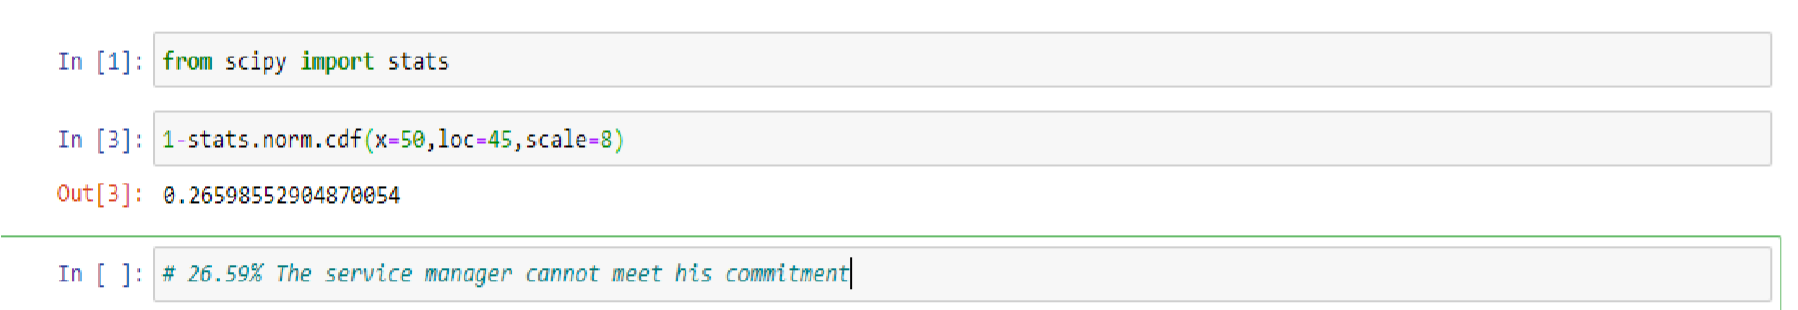 In [1]: from scipy import stats
In [3]: 1-stats.norm.cdf(x=50,loc=45,scale=8)
Out[3]: 0.26598552904870054
In [ ]: # 26.59% The service manager cannot meet his commitment